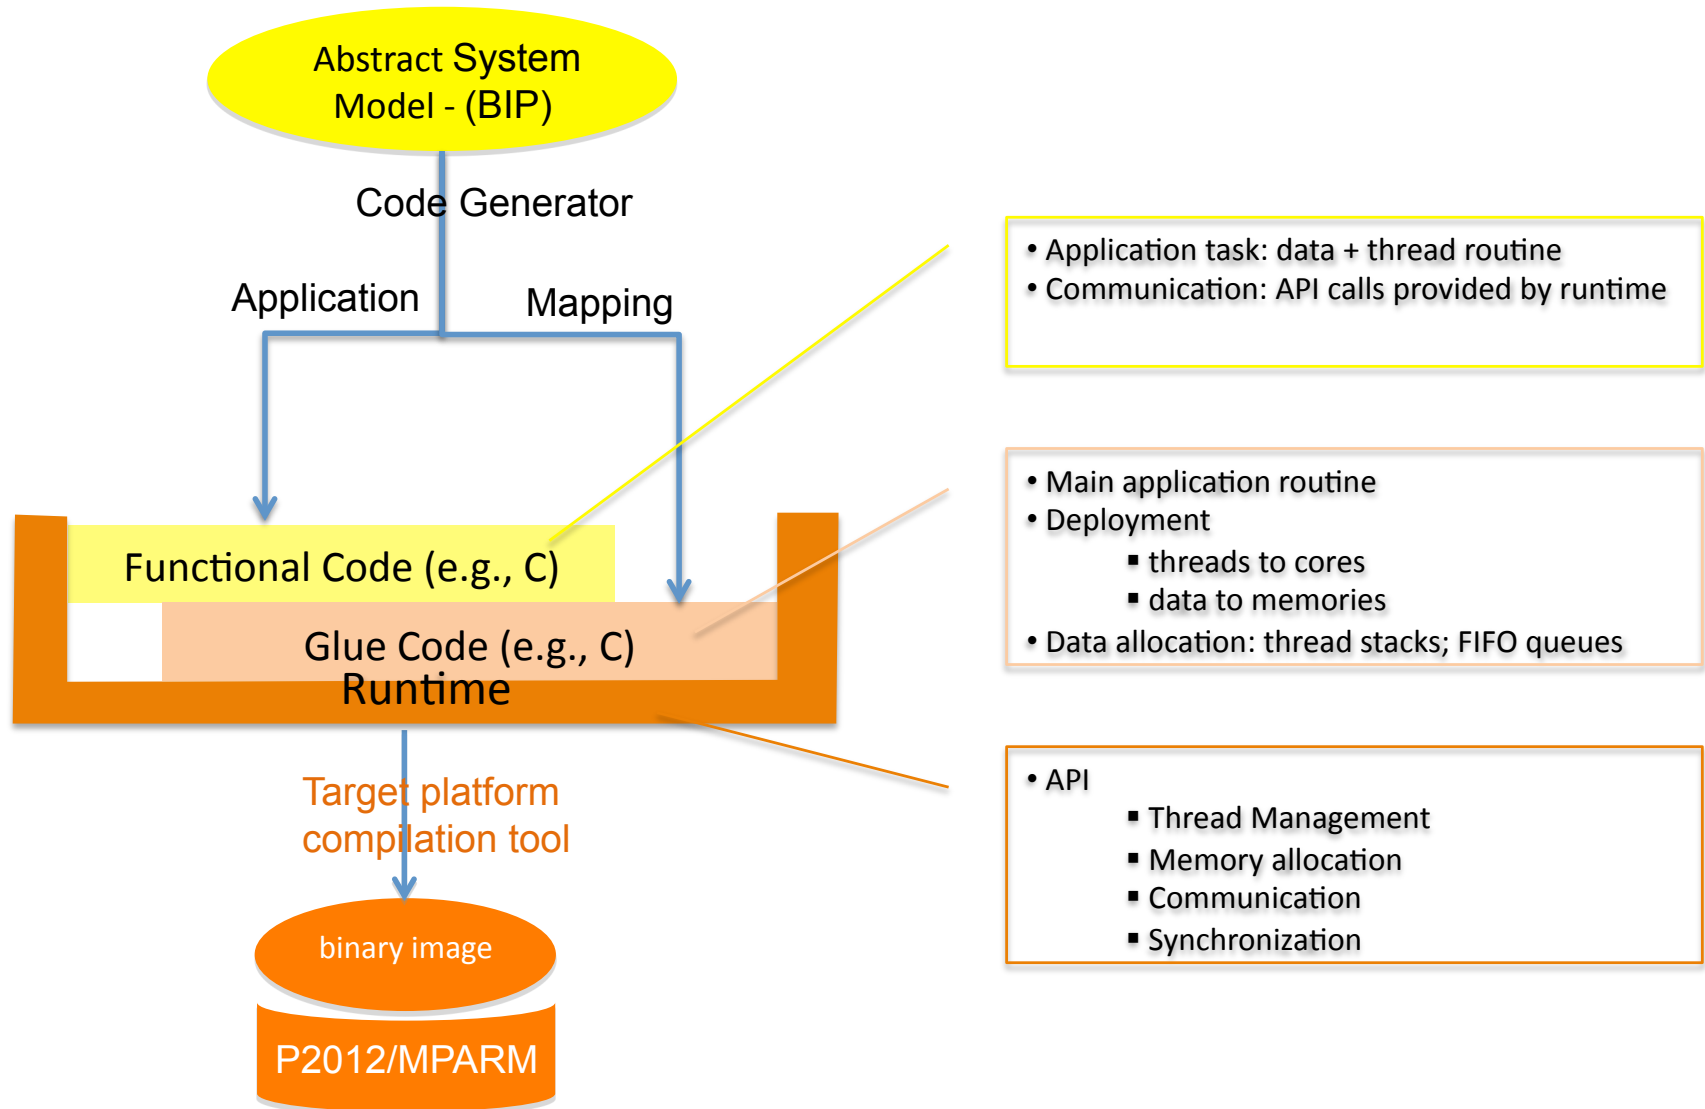 Abstract System
Model - (BIP)
Code Generator
Application
Mapping
Functional Code (e.g., C)
Glue Code (e.g., C)
Runtime
Target platform
compilation tool
binary image
P2012/MPARM
• Application task: data + thread routine
• Communication: API calls provided by runtime
• Main application routine
• Deployment
▪ threads to cores
▪ data to memories
• Data allocation: thread stacks; FIFO queues
• API
▪ Thread Management
▪ Memory allocation
▪ Communication
▪ Synchronization